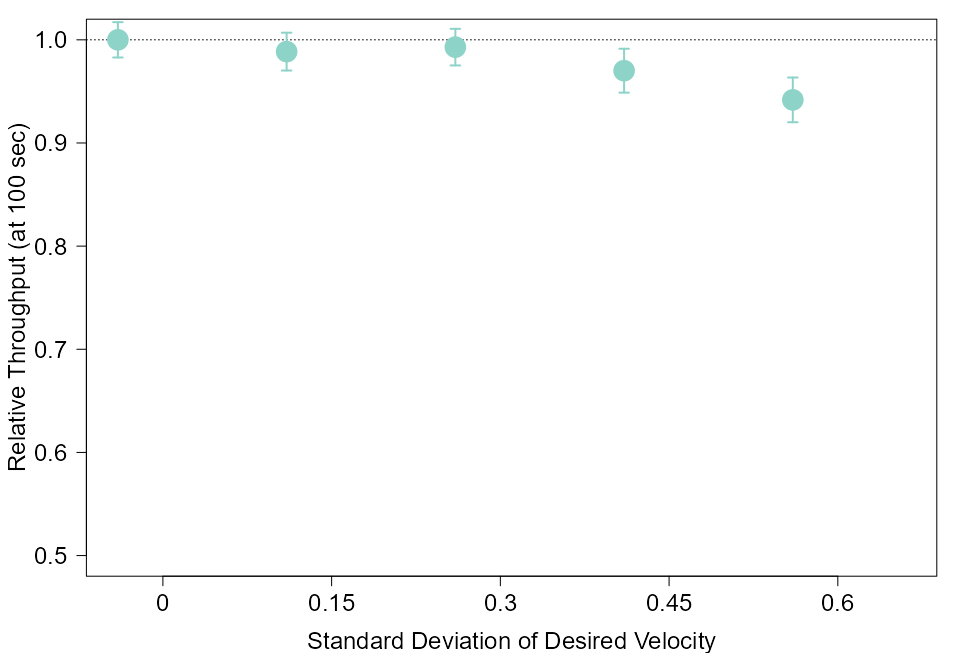 Relative Throughput (at 100 sec)
1.0
0.9
0.8
0.7
0.6
0.5
0 0.15 0.3 0.45 0.6
Standard Deviation of Desired Velocity